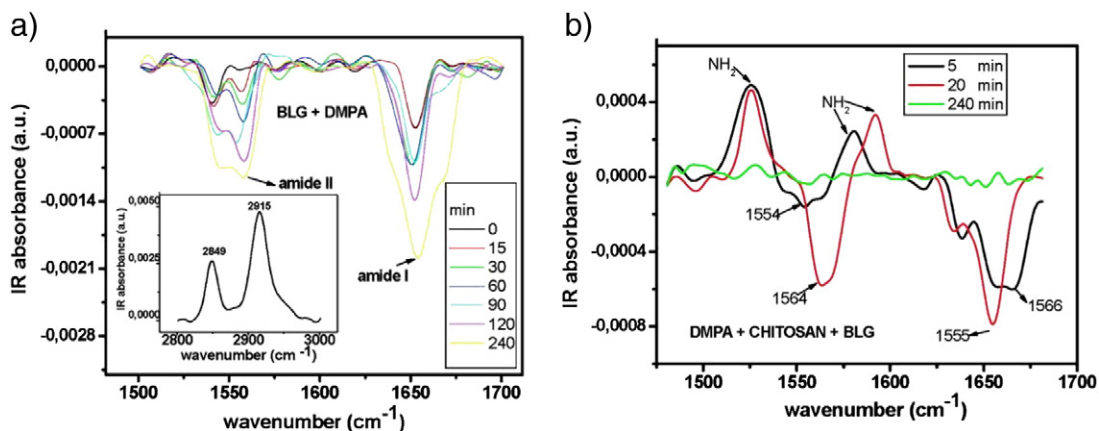 a)
IR absorbance (a.u.)
0,0000
-0,0007
-0,0014
-0,0021
-0,0028
BLG + DMPA
amide II
amide I
min
0
15
30
60
90
120
240
IR absorbance (a.u.)
0,0050
0,0025
0,0000
2849
2915
2800 2900 3000
wavenumber (cm⁻¹)
1500 1550 1600 1650 1700
wavenumber (cm⁻¹)
b)
IR absorbance (a.u.)
0,0004
0,0000
-0,0004
-0,0008
NH₂
NH₂
5 min
20 min
240 min
1554
1564
1566
1555
DMPA + CHITOSAN + BLG
1500 1550 1600 1650 1700
wavenumber (cm⁻¹)